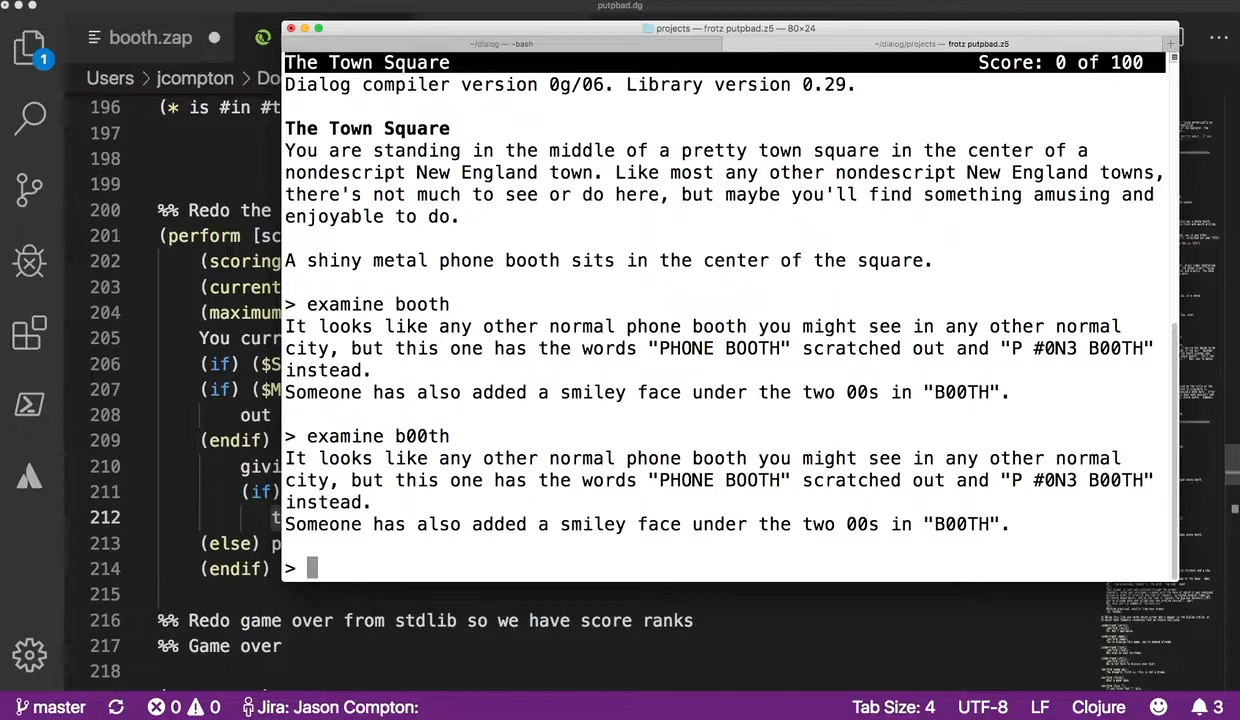 putpbad.dg
booth.zap
Users > jcompton > Do
1
196 (* is #in #t
197
198
199
200 %% Redo the
201 (perform [sc
202 (scoring
203 (current
204 (maximum
205 You curr
206 (if) ($S
207 (if) ($M
208 out
209 (endif)
210 givi
211 (if)
212 t
213 (else) p
214 (endif)
215
216 %% Redo game over from stdlib so we have score ranks
217 %% Game over
218
projects — frotz putpbad.z5 — 80×24
~/dialog — -bash
~/dialog/projects — frotz putpbad.z5
The Town Square Score: 0 of 100
Dialog compiler version 0g/06. Library version 0.29.
The Town Square
You are standing in the middle of a pretty town square in the center of a
nondescript New England town. Like most any other nondescript New England towns,
there's not much to see or do here, but maybe you'll find something amusing and
enjoyable to do.
A shiny metal phone booth sits in the center of the square.
> examine booth
It looks like any other normal phone booth you might see in any other normal
city, but this one has the words "PHONE BOOTH" scratched out and "P #0N3 B00TH"
instead.
Someone has also added a smiley face under the two 00s in "B00TH".
> examine b00th
It looks like any other normal phone booth you might see in any other normal
city, but this one has the words "PHONE BOOTH" scratched out and "P #0N3 B00TH"
instead.
Someone has also added a smiley face under the two 00s in "B00TH".
>
master 0 0 Jira: Jason Compton: Tab Size: 4 UTF-8 LF Clojure 3